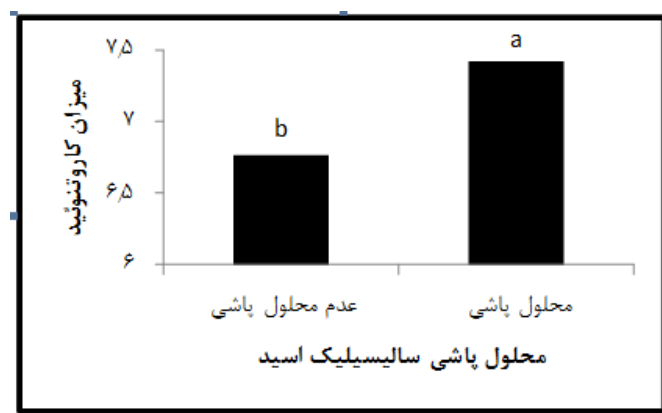 میزان کاروتنوئید
۷٫۵
۷
۶٫۵
۶
a
b
عدم محلول پاشی
محلول پاشی
محلول پاشی سالیسیلیک اسید